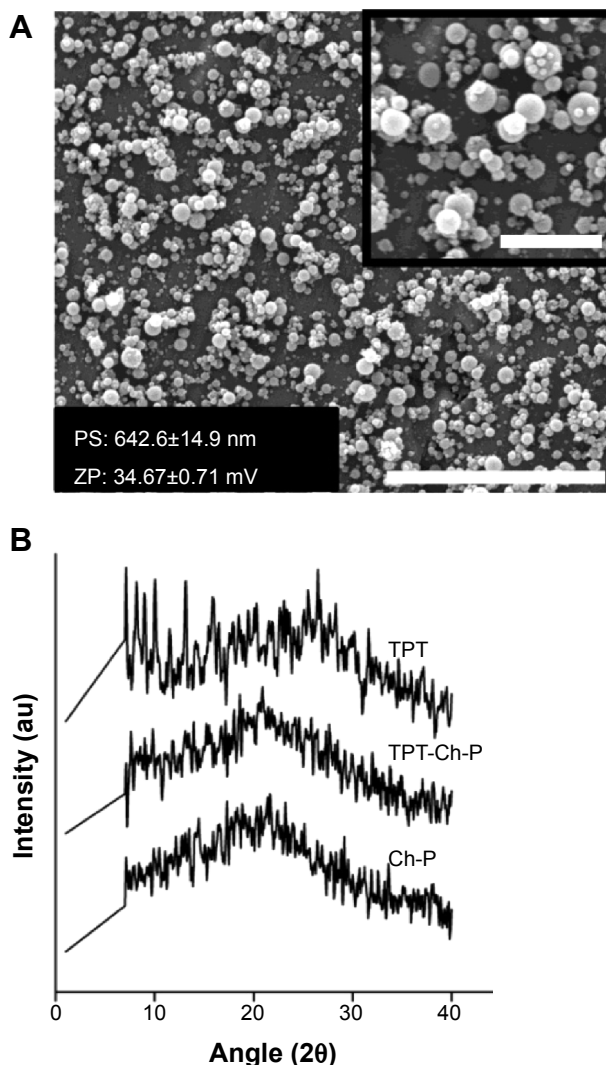 A
PS: 642.6±14.9 nm
ZP: 34.67±0.71 mV
B
Intensity (au)
TPT
TPT-Ch-P
Ch-P
0 10 20 30 40
Angle (2θ)